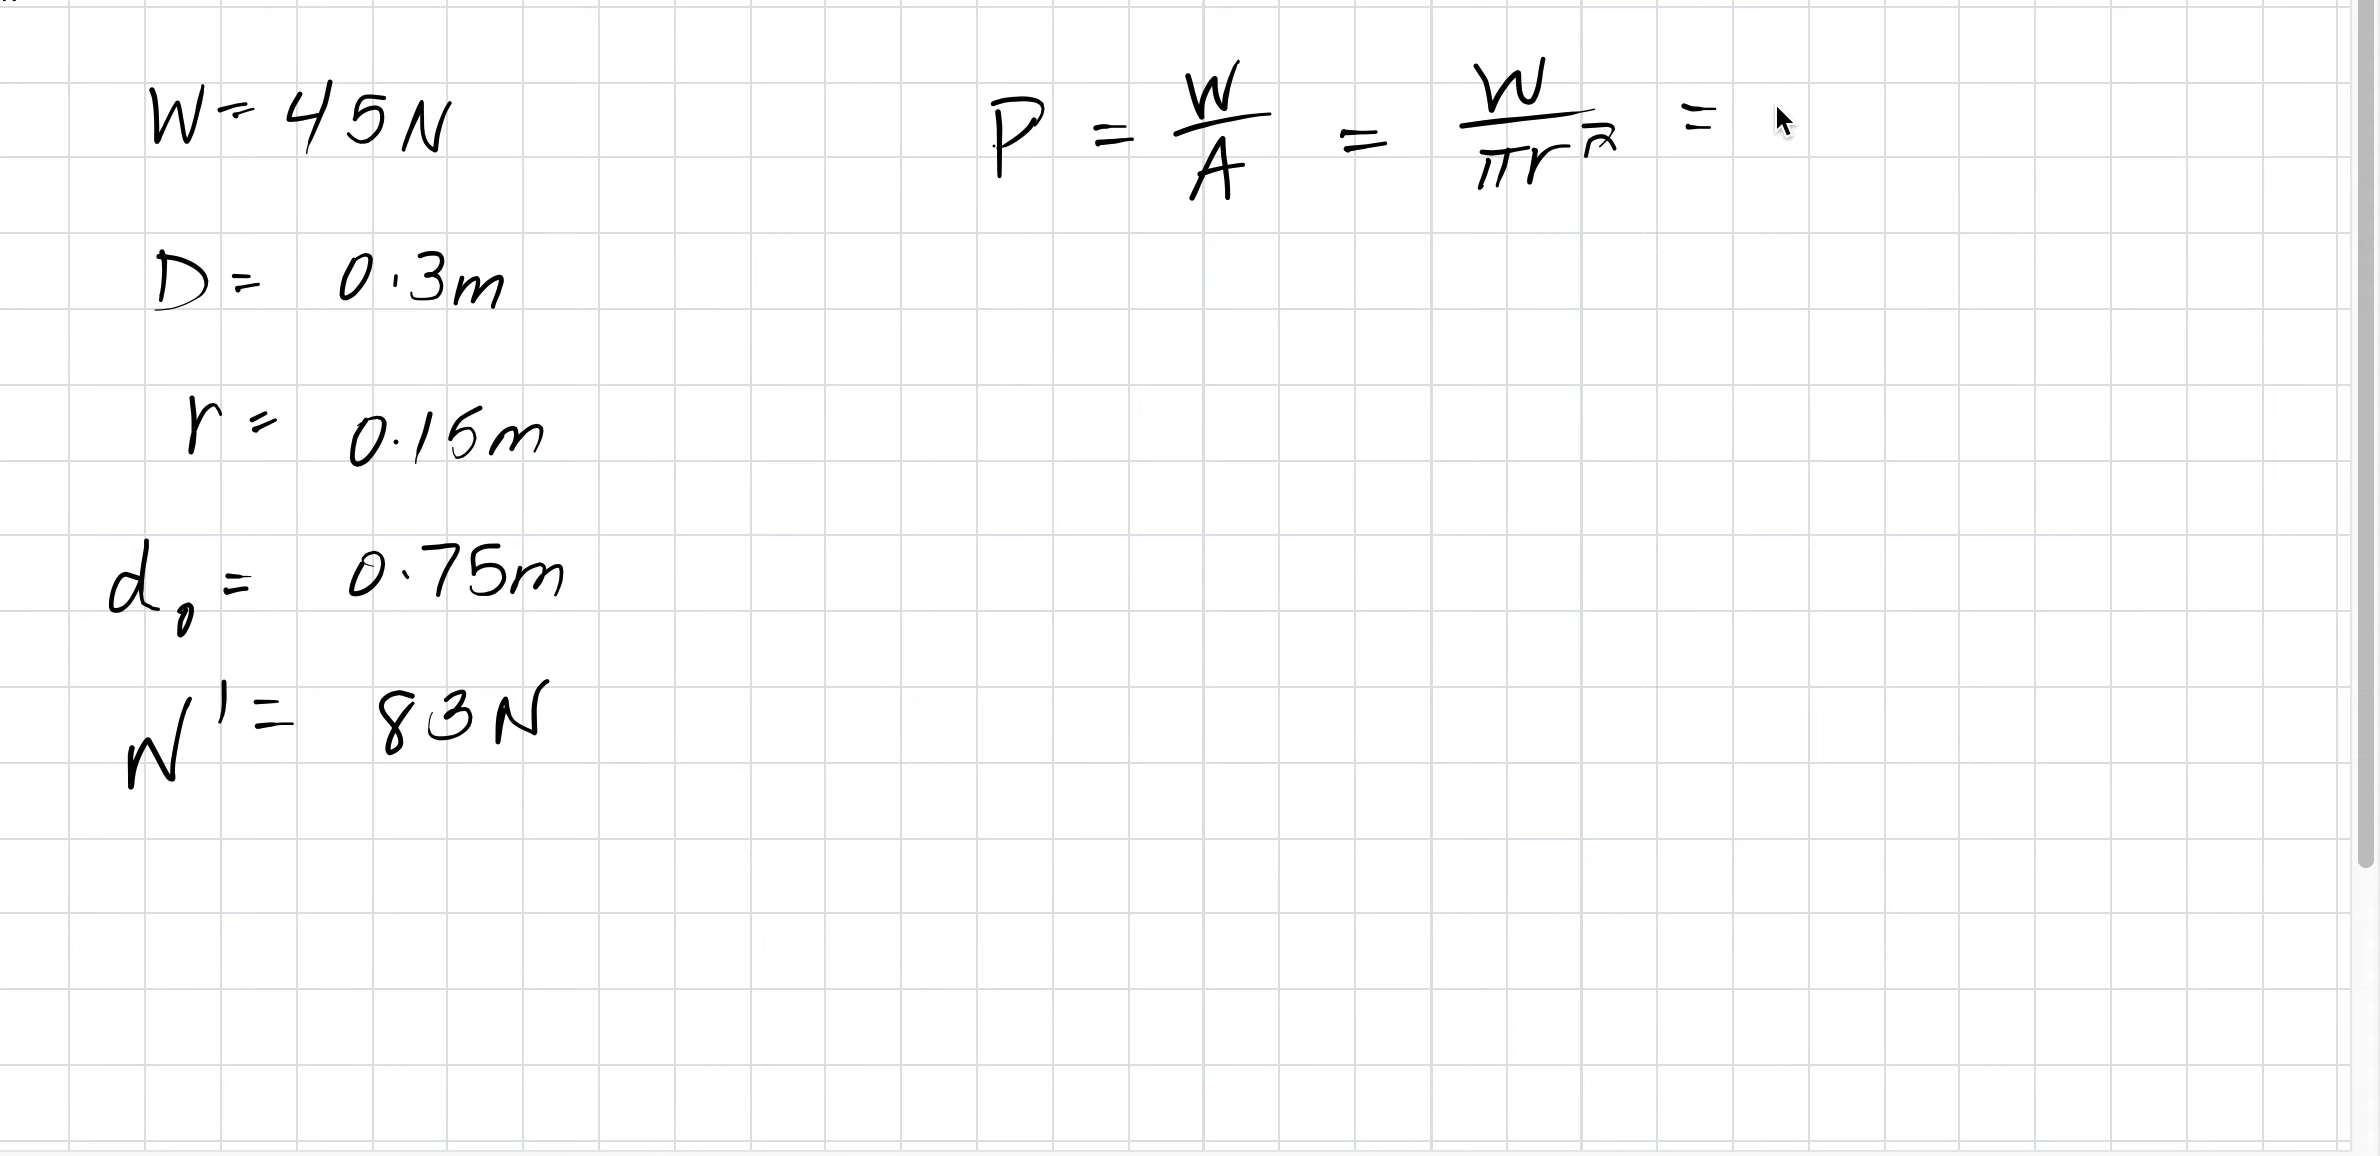 W = 45N
P = W/A = W/πr² =
D = 0.3m
r = 0.15m
d₀ = 0.75m
W' = 83N